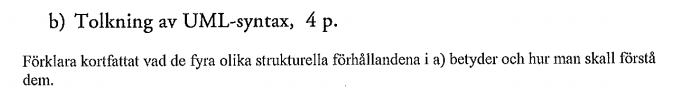 b) Tolkning av UML-syntax, 4 p.
Förklara kortfattat vad de fyra olika strukturella förhållandena i a) betyder och hur man skall förstå
dem.